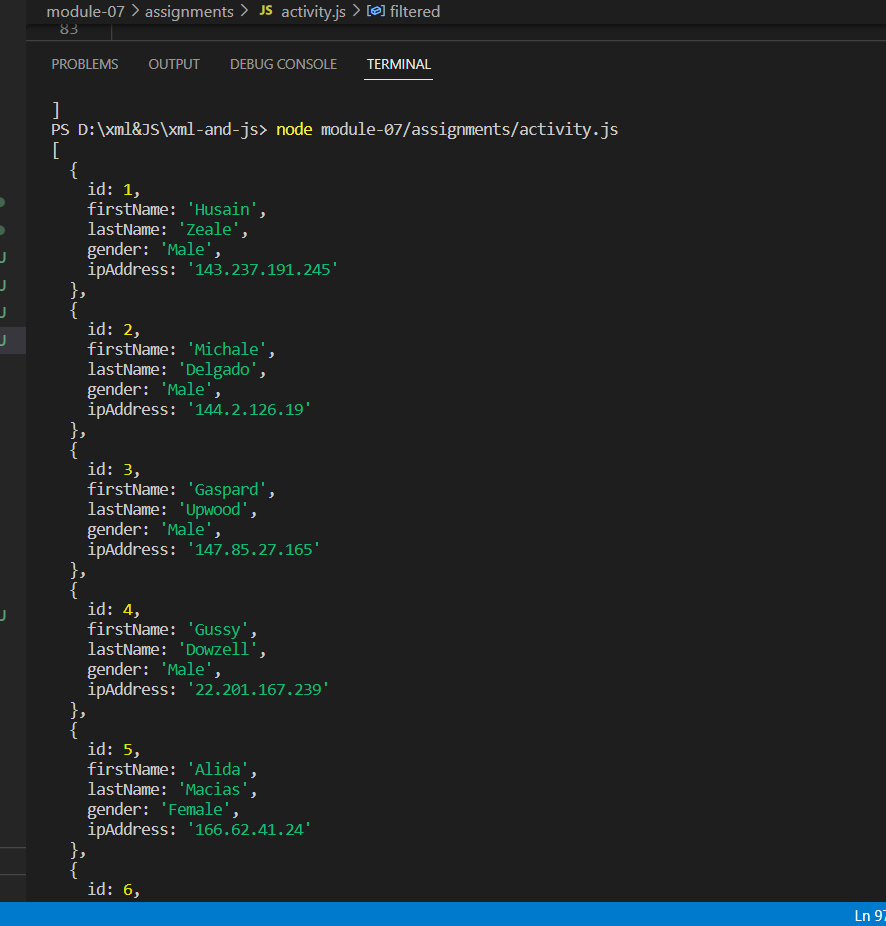 module-07 > assignments > JS activity.js > filtered
83
PROBLEMS OUTPUT DEBUG CONSOLE TERMINAL
]
PS D:\xml&JS\xml-and-js> node module-07/assignments/activity.js
[
  {
    id: 1,
    firstName: 'Husain',
    lastName: 'Zeale',
    gender: 'Male',
    ipAddress: '143.237.191.245'
  },
  {
    id: 2,
    firstName: 'Michale',
    lastName: 'Delgado',
    gender: 'Male',
    ipAddress: '144.2.126.19'
  },
  {
    id: 3,
    firstName: 'Gaspard',
    lastName: 'Upwood',
    gender: 'Male',
    ipAddress: '147.85.27.165'
  },
  {
    id: 4,
    firstName: 'Gussy',
    lastName: 'Dowzell',
    gender: 'Male',
    ipAddress: '22.201.167.239'
  },
  {
    id: 5,
    firstName: 'Alida',
    lastName: 'Macias',
    gender: 'Female',
    ipAddress: '166.62.41.24'
  },
  {
    id: 6,
U
U
U
U
U
Ln 97